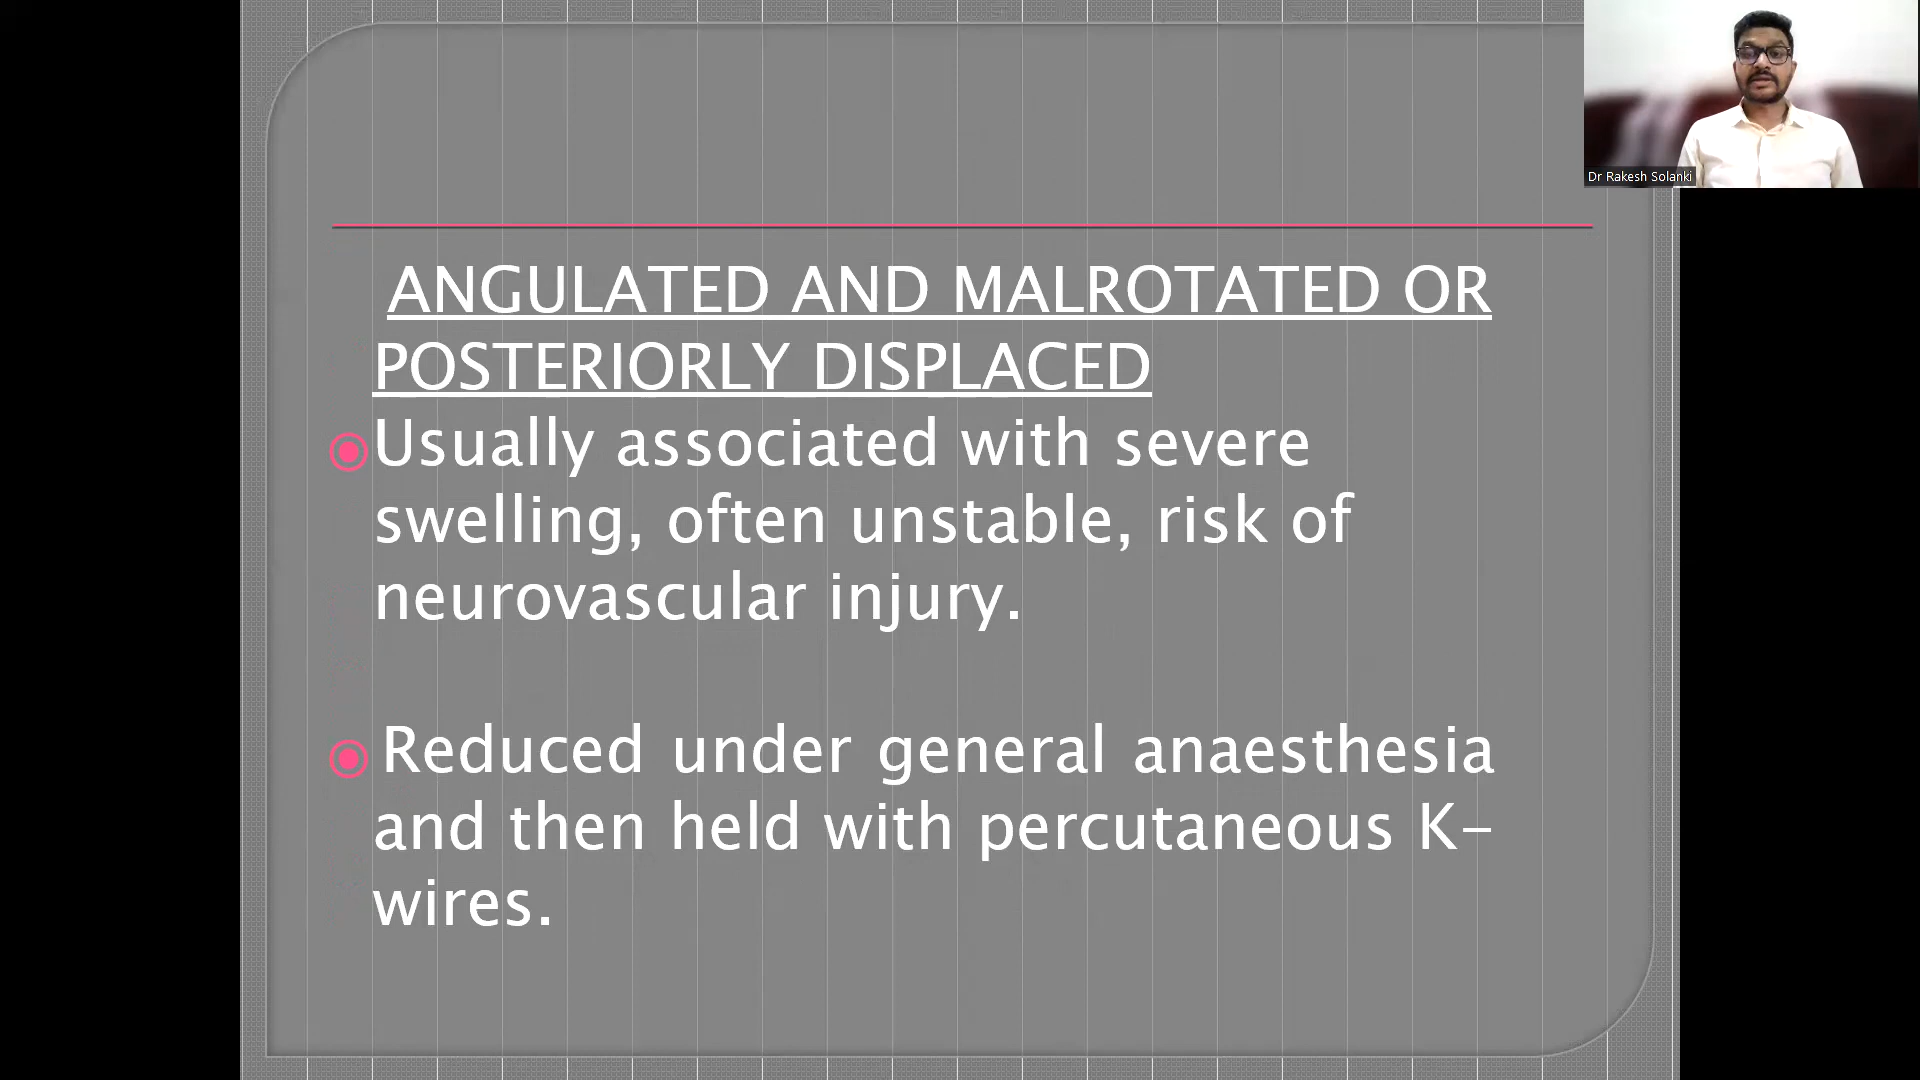 Dr Rakesh Solanki
ANGULATED AND MALROTATED OR
POSTERIORLY DISPLACED
Usually associated with severe
swelling, often unstable, risk of
neurovascular injury.
Reduced under general anaesthesia
and then held with percutaneous K-
wires.